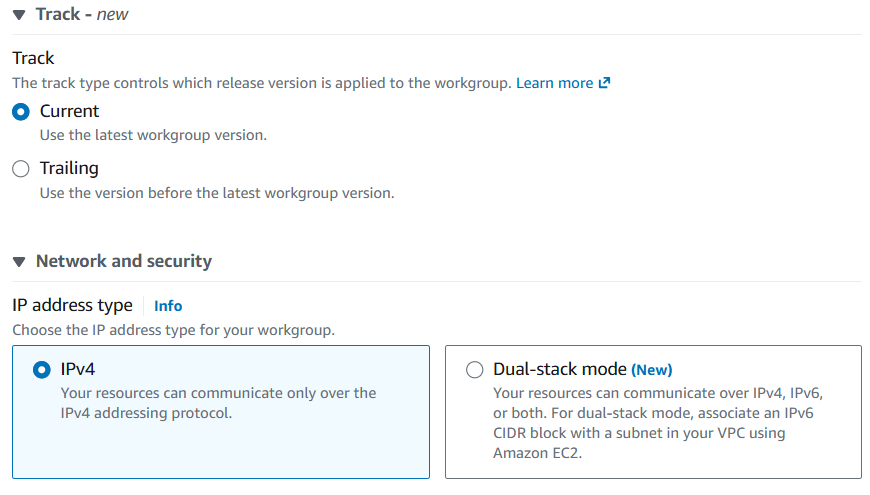 Track - new
Track
The track type controls which release version is applied to the workgroup. Learn more
Current
Use the latest workgroup version.
Trailing
Use the version before the latest workgroup version.
Network and security
IP address type Info
Choose the IP address type for your workgroup.
IPv4
Your resources can communicate only over the
IPv4 addressing protocol.
Dual-stack mode (New)
Your resources can communicate over IPv4, IPv6,
or both. For dual-stack mode, associate an IPv6
CIDR block with a subnet in your VPC using
Amazon EC2.